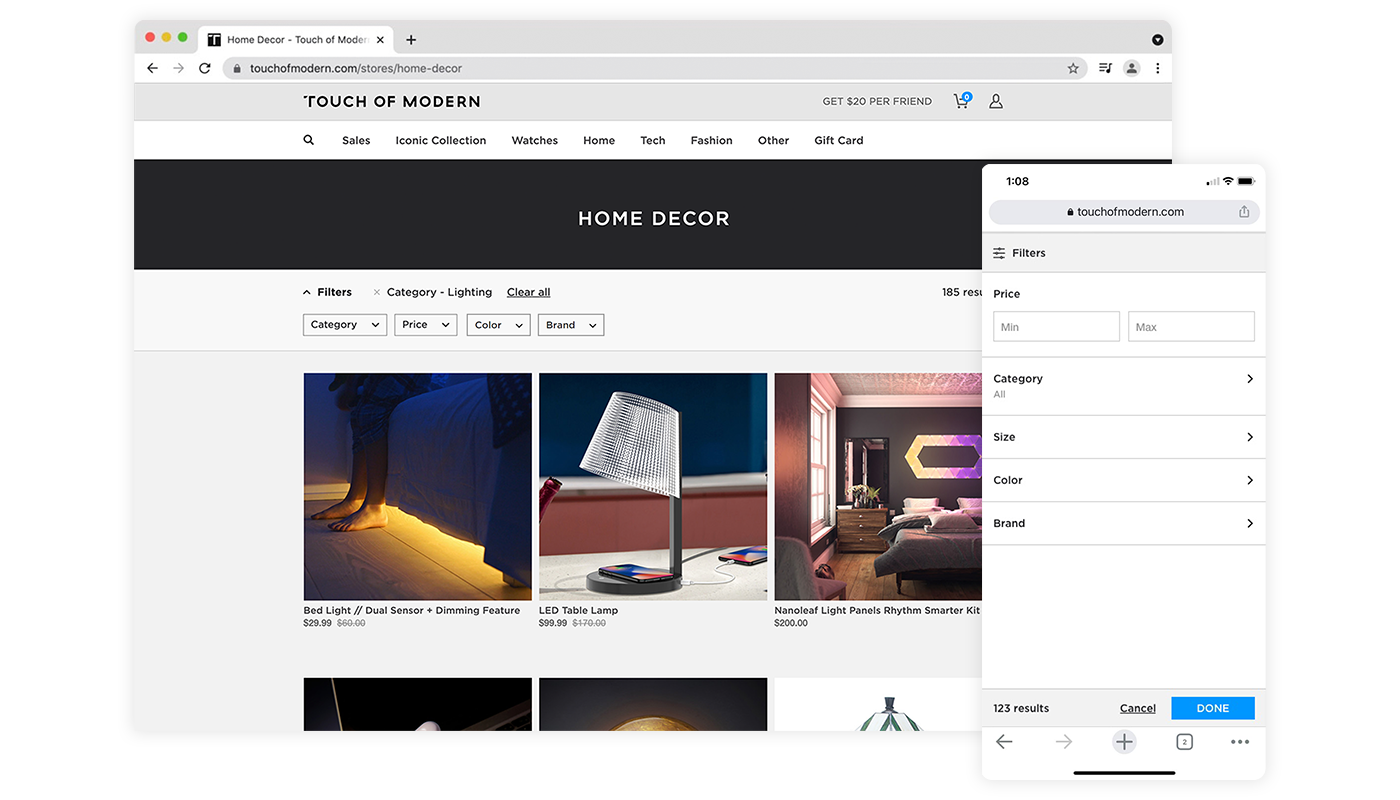 Home Decor - Touch of Modern
touchofmodern.com/stores/home-decor
TOUCH OF MODERN
GET $20 PER FRIEND
0
Sales
Iconic Collection
Watches
Home
Tech
Fashion
Other
Gift Card
HOME DECOR
Filters
× Category - Lighting
Clear all
185 resu
Category
Price
Color
Brand
Bed Light // Dual Sensor + Dimming Feature
$29.99 $60.00
LED Table Lamp
$99.99 $170.00
Nanoleaf Light Panels Rhythm Smarter Kit
$200.00
1:08
touchofmodern.com
Filters
Price
Min
Max
Category
All
Size
Color
Brand
123 results
Cancel
DONE
2